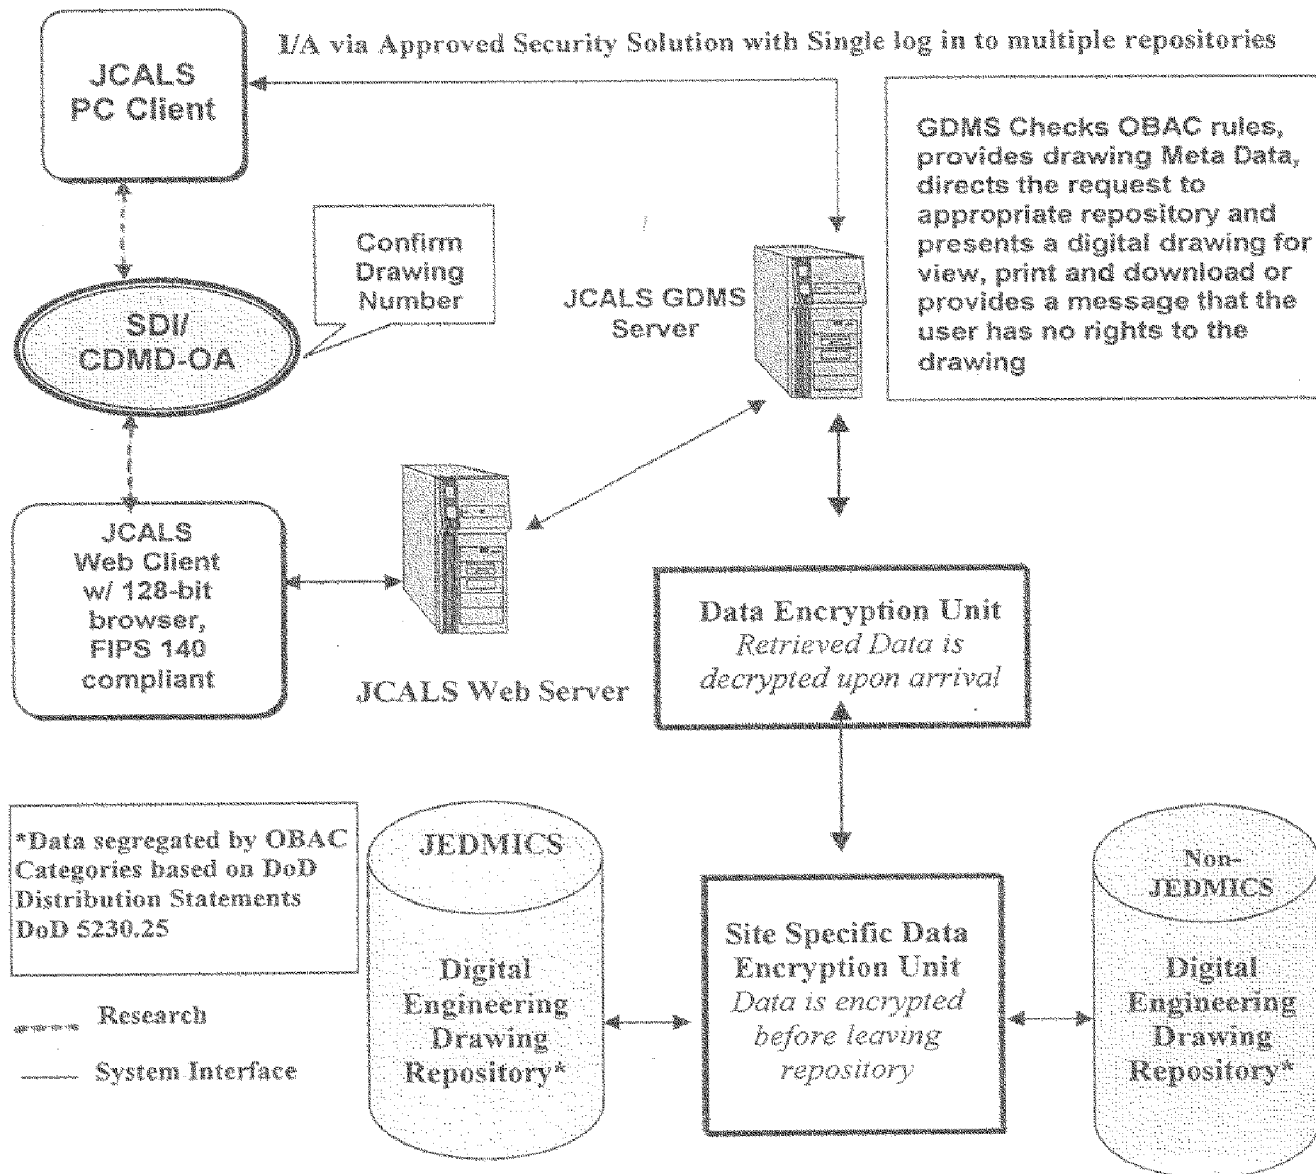 I/A via Approved Security Solution with Single log in to multiple repositories
JCALS
PC Client
GDMS Checks OBAC rules,
provides drawing Meta Data,
directs the request to
appropriate repository and
presents a digital drawing for
view, print and download or
provides a message that the
user has no rights to the
drawing
Confirm
Drawing
Number
JCALS GDMS
Server
SDI/
CDMD-OA
JCALS
Web Client
w/ 128-bit
browser,
FIPS 140
compliant
JCALS Web Server
Data Encryption Unit
Retrieved Data is
decrypted upon arrival
*Data segregated by OBAC
Categories based on DoD
Distribution Statements
DoD 5230.25
Research
System Interface
JEDMICS
Digital
Engineering
Drawing
Repository*
Site Specific Data
Encryption Unit
Data is encrypted
before leaving
repository
Non-
JEDMICS
Digital
Engineering
Drawing
Repository*